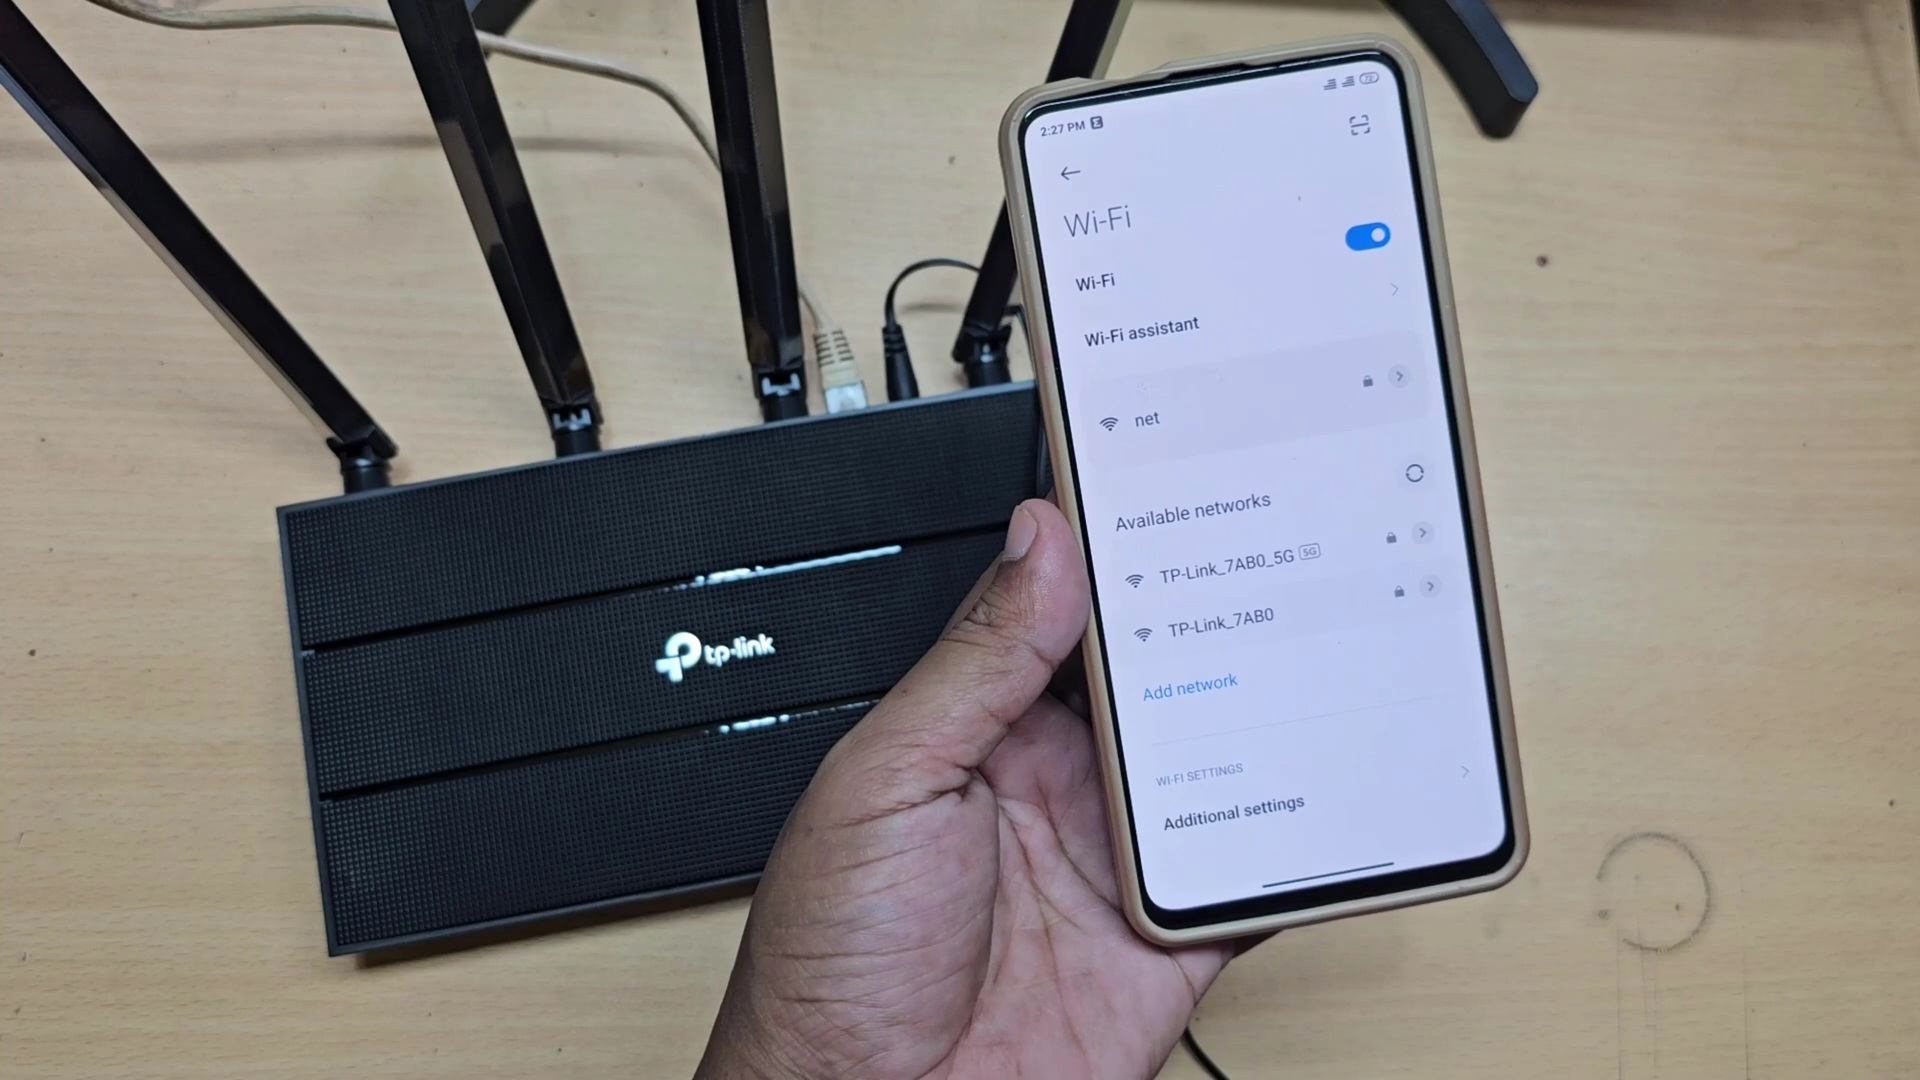 2:27 PM
Wi-Fi
Wi-Fi
Wi-Fi assistant
net
Available networks
TP-Link_7AB0_5G 5G
TP-Link_7AB0
Add network
WI-FI SETTINGS
Additional settings
tp-link